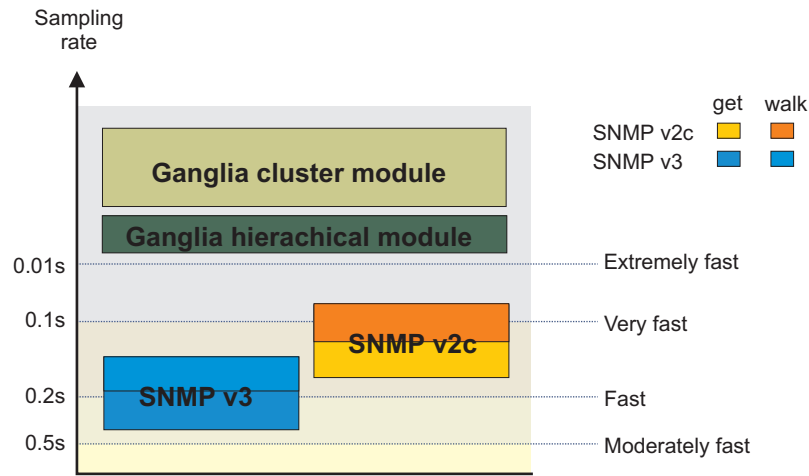 Sampling
rate
get walk
SNMP v2c
SNMP v3
Ganglia cluster module
Ganglia hierachical module
0.01s
Extremely fast
0.1s
Very fast
SNMP v2c
SNMP v3
0.2s
Fast
0.5s
Moderately fast